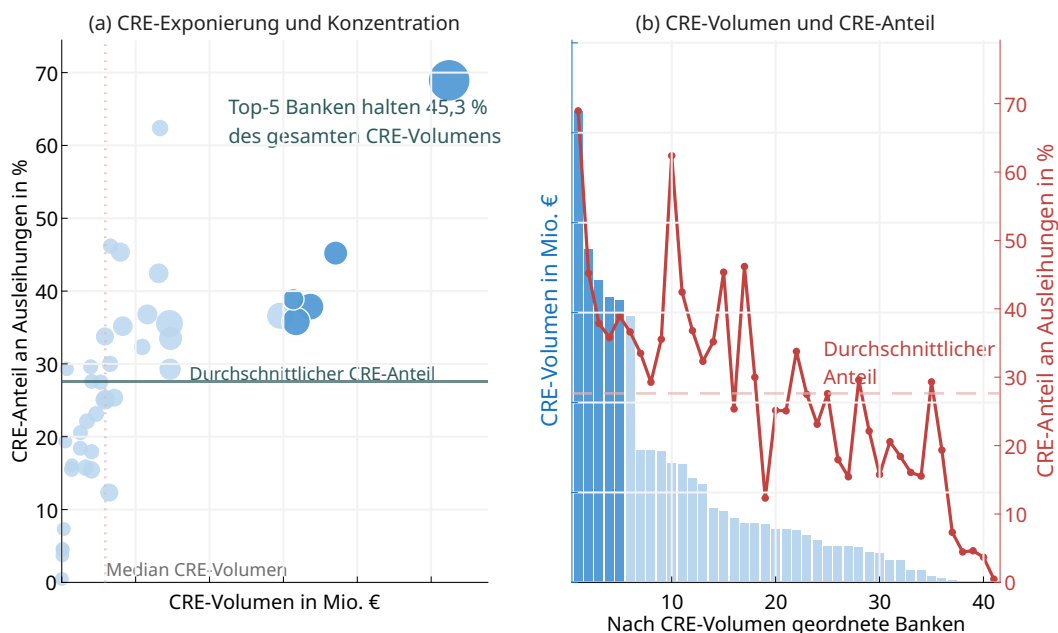 (a) CRE-Exponierung und Konzentration
CRE-Anteil an Ausleihungen in %
70
60
50
40
30
20
10
0
Top-5 Banken halten 45,3 %
des gesamten CRE-Volumens
Durchschnittlicher CRE-Anteil
Median CRE-Volumen
CRE-Volumen in Mio. €
(b) CRE-Volumen und CRE-Anteil
CRE-Volumen in Mio. €
Durchschnittlicher
Anteil
70
60
50
40
30
20
10
0
CRE-Anteil an Ausleihungen in %
10 20 30 40
Nach CRE-Volumen geordnete Banken